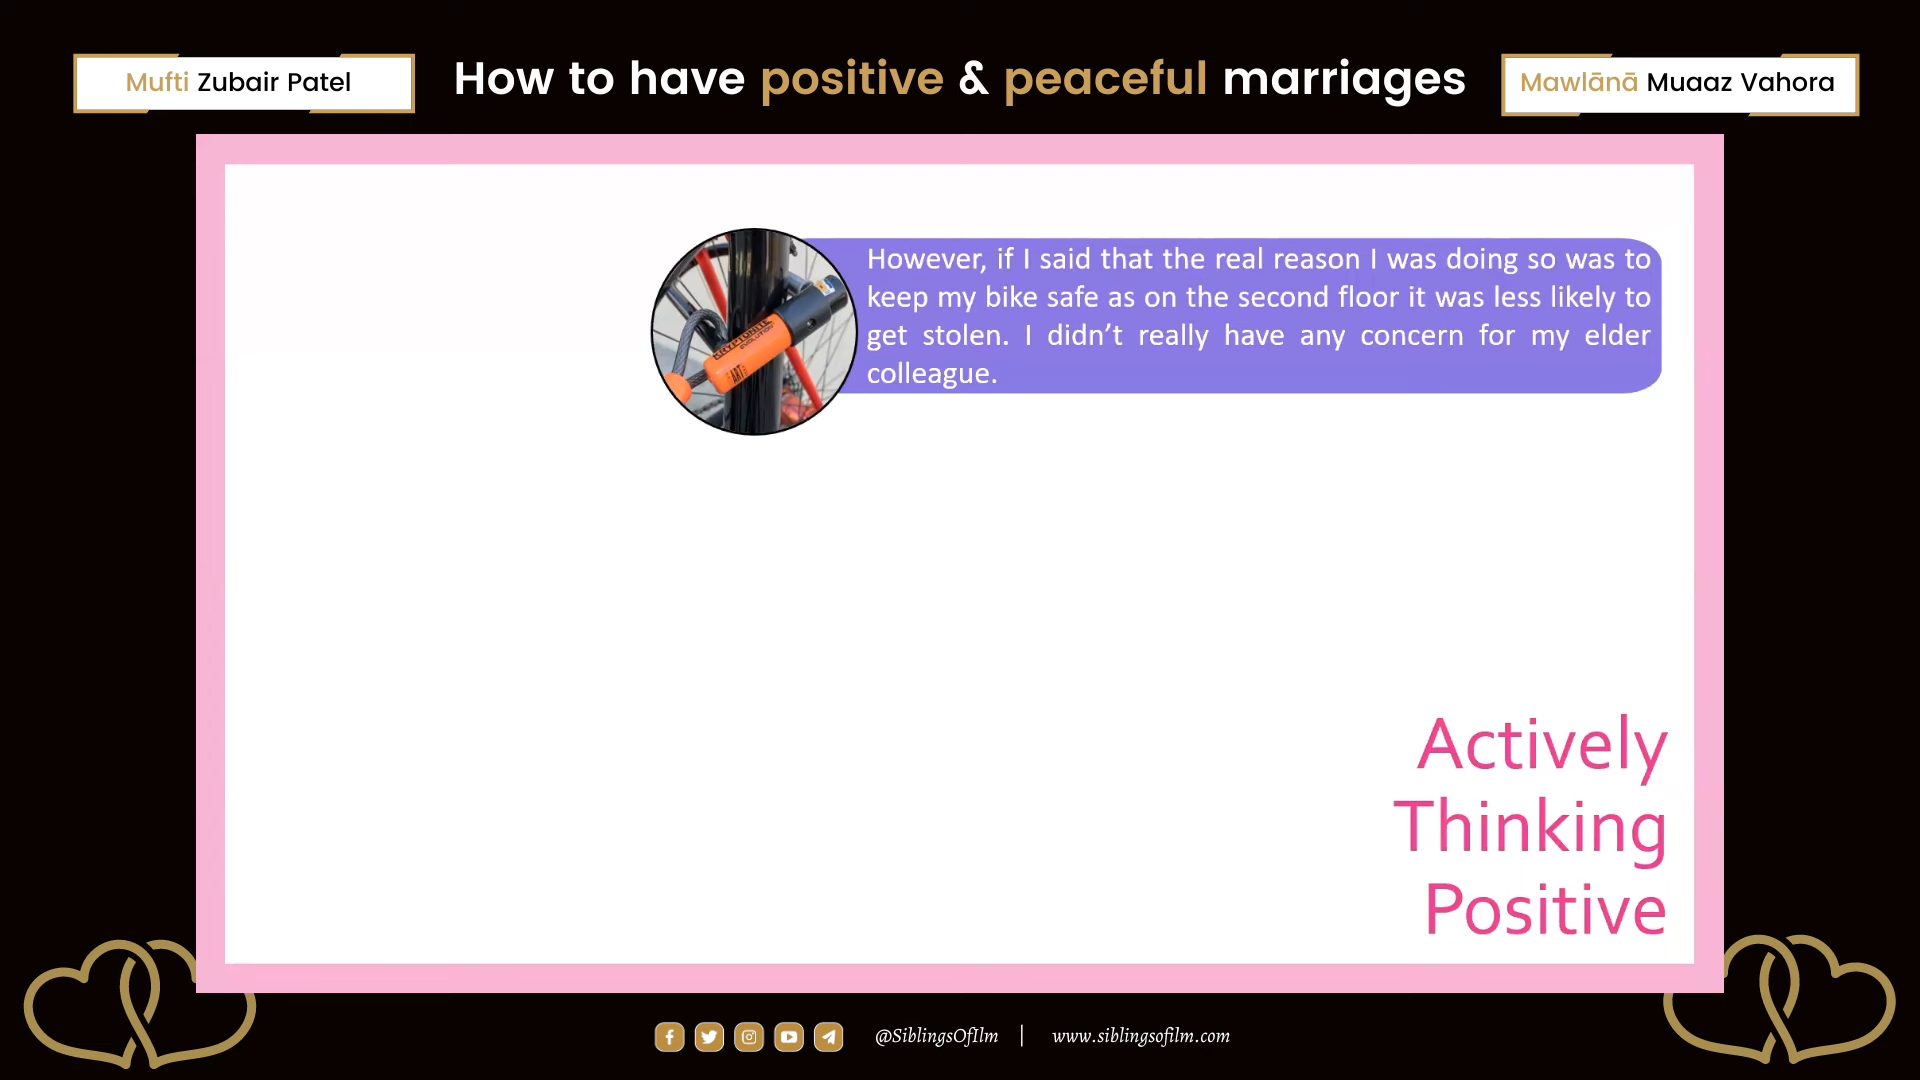 Mufti Zubair Patel
How to have positive & peaceful marriages
Mawlānā Muaaz Vahora
However, if I said that the real reason I was doing so was to
keep my bike safe as on the second floor it was less likely to
get stolen. I didn’t really have any concern for my elder
colleague.
KRYPTONITE
Actively
Thinking
Positive
@SiblingsOfIlm | www.siblingsofilm.com